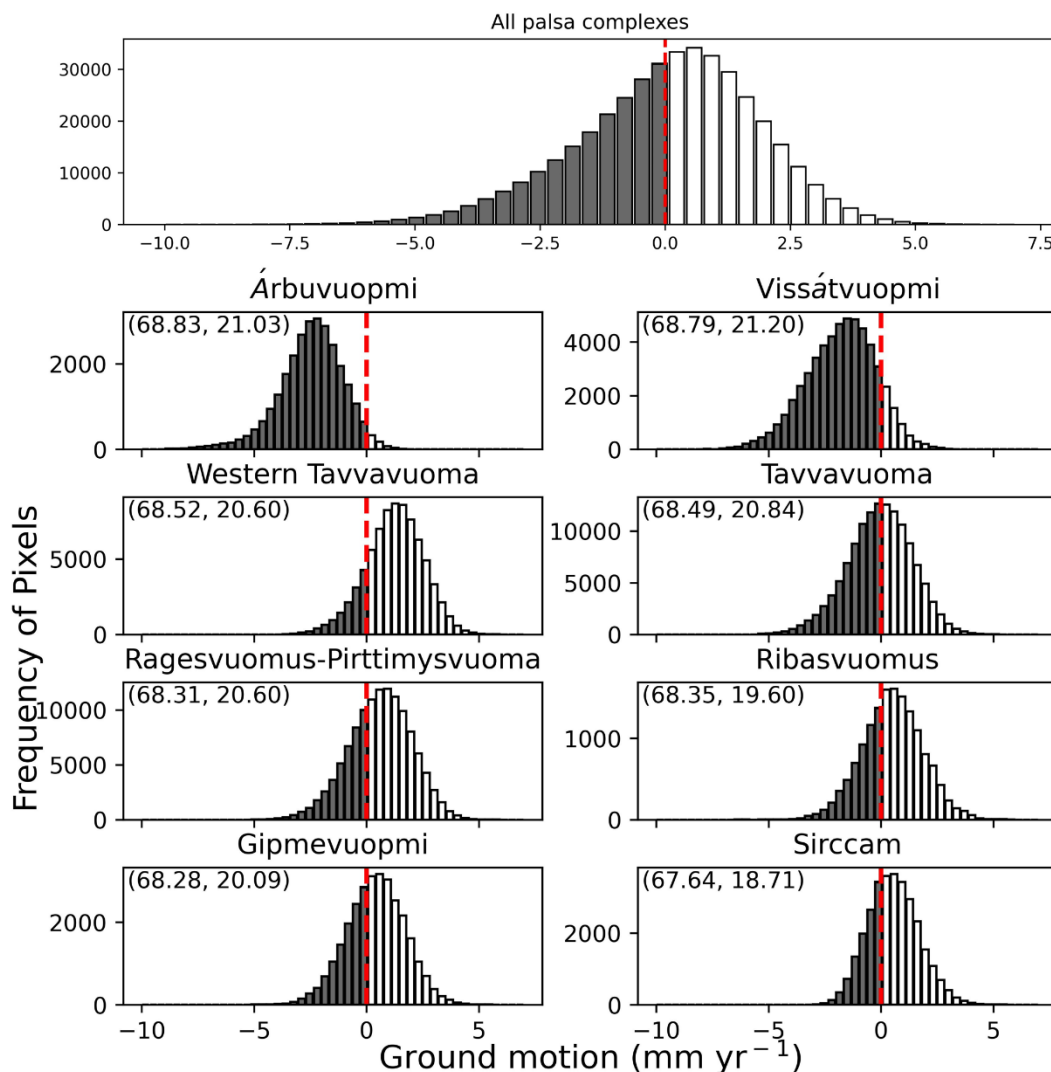 All palsa complexes
30000
20000
10000
0
−10.0 −7.5 −5.0 −2.5 0.0 2.5 5.0 7.5
Frequency of Pixels
Árbuvuopmi
(68.83, 21.03)
2000
0
Vissátvuopmi
(68.79, 21.20)
4000
2000
0
Western Tavvavuoma
(68.52, 20.60)
5000
0
Tavvavuoma
(68.49, 20.84)
10000
5000
0
Ragesvuomus-Pirttimysvuoma
(68.31, 20.60)
10000
5000
0
Ribasvuomus
(68.35, 19.60)
1000
0
Gipmevuopmi
(68.28, 20.09)
2000
0
−10 −5 0 5
Sirccam
(67.64, 18.71)
2000
0
−10 −5 0 5
Ground motion (mm yr⁻¹)